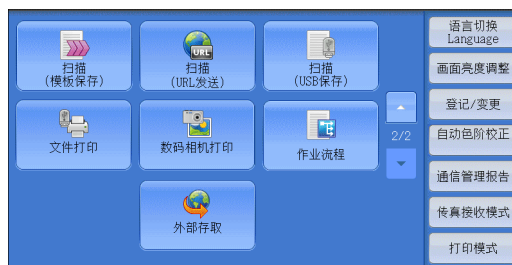 扫描
(模板保存)
扫描
(URL发送)
扫描
(USB保存)
文件打印
数码相机打印
作业流程
外部存取
URL
2/2
语言切换
Language
画面亮度调整
登记/变更
自动色阶校正
通信管理报告
传真接收模式
打印模式